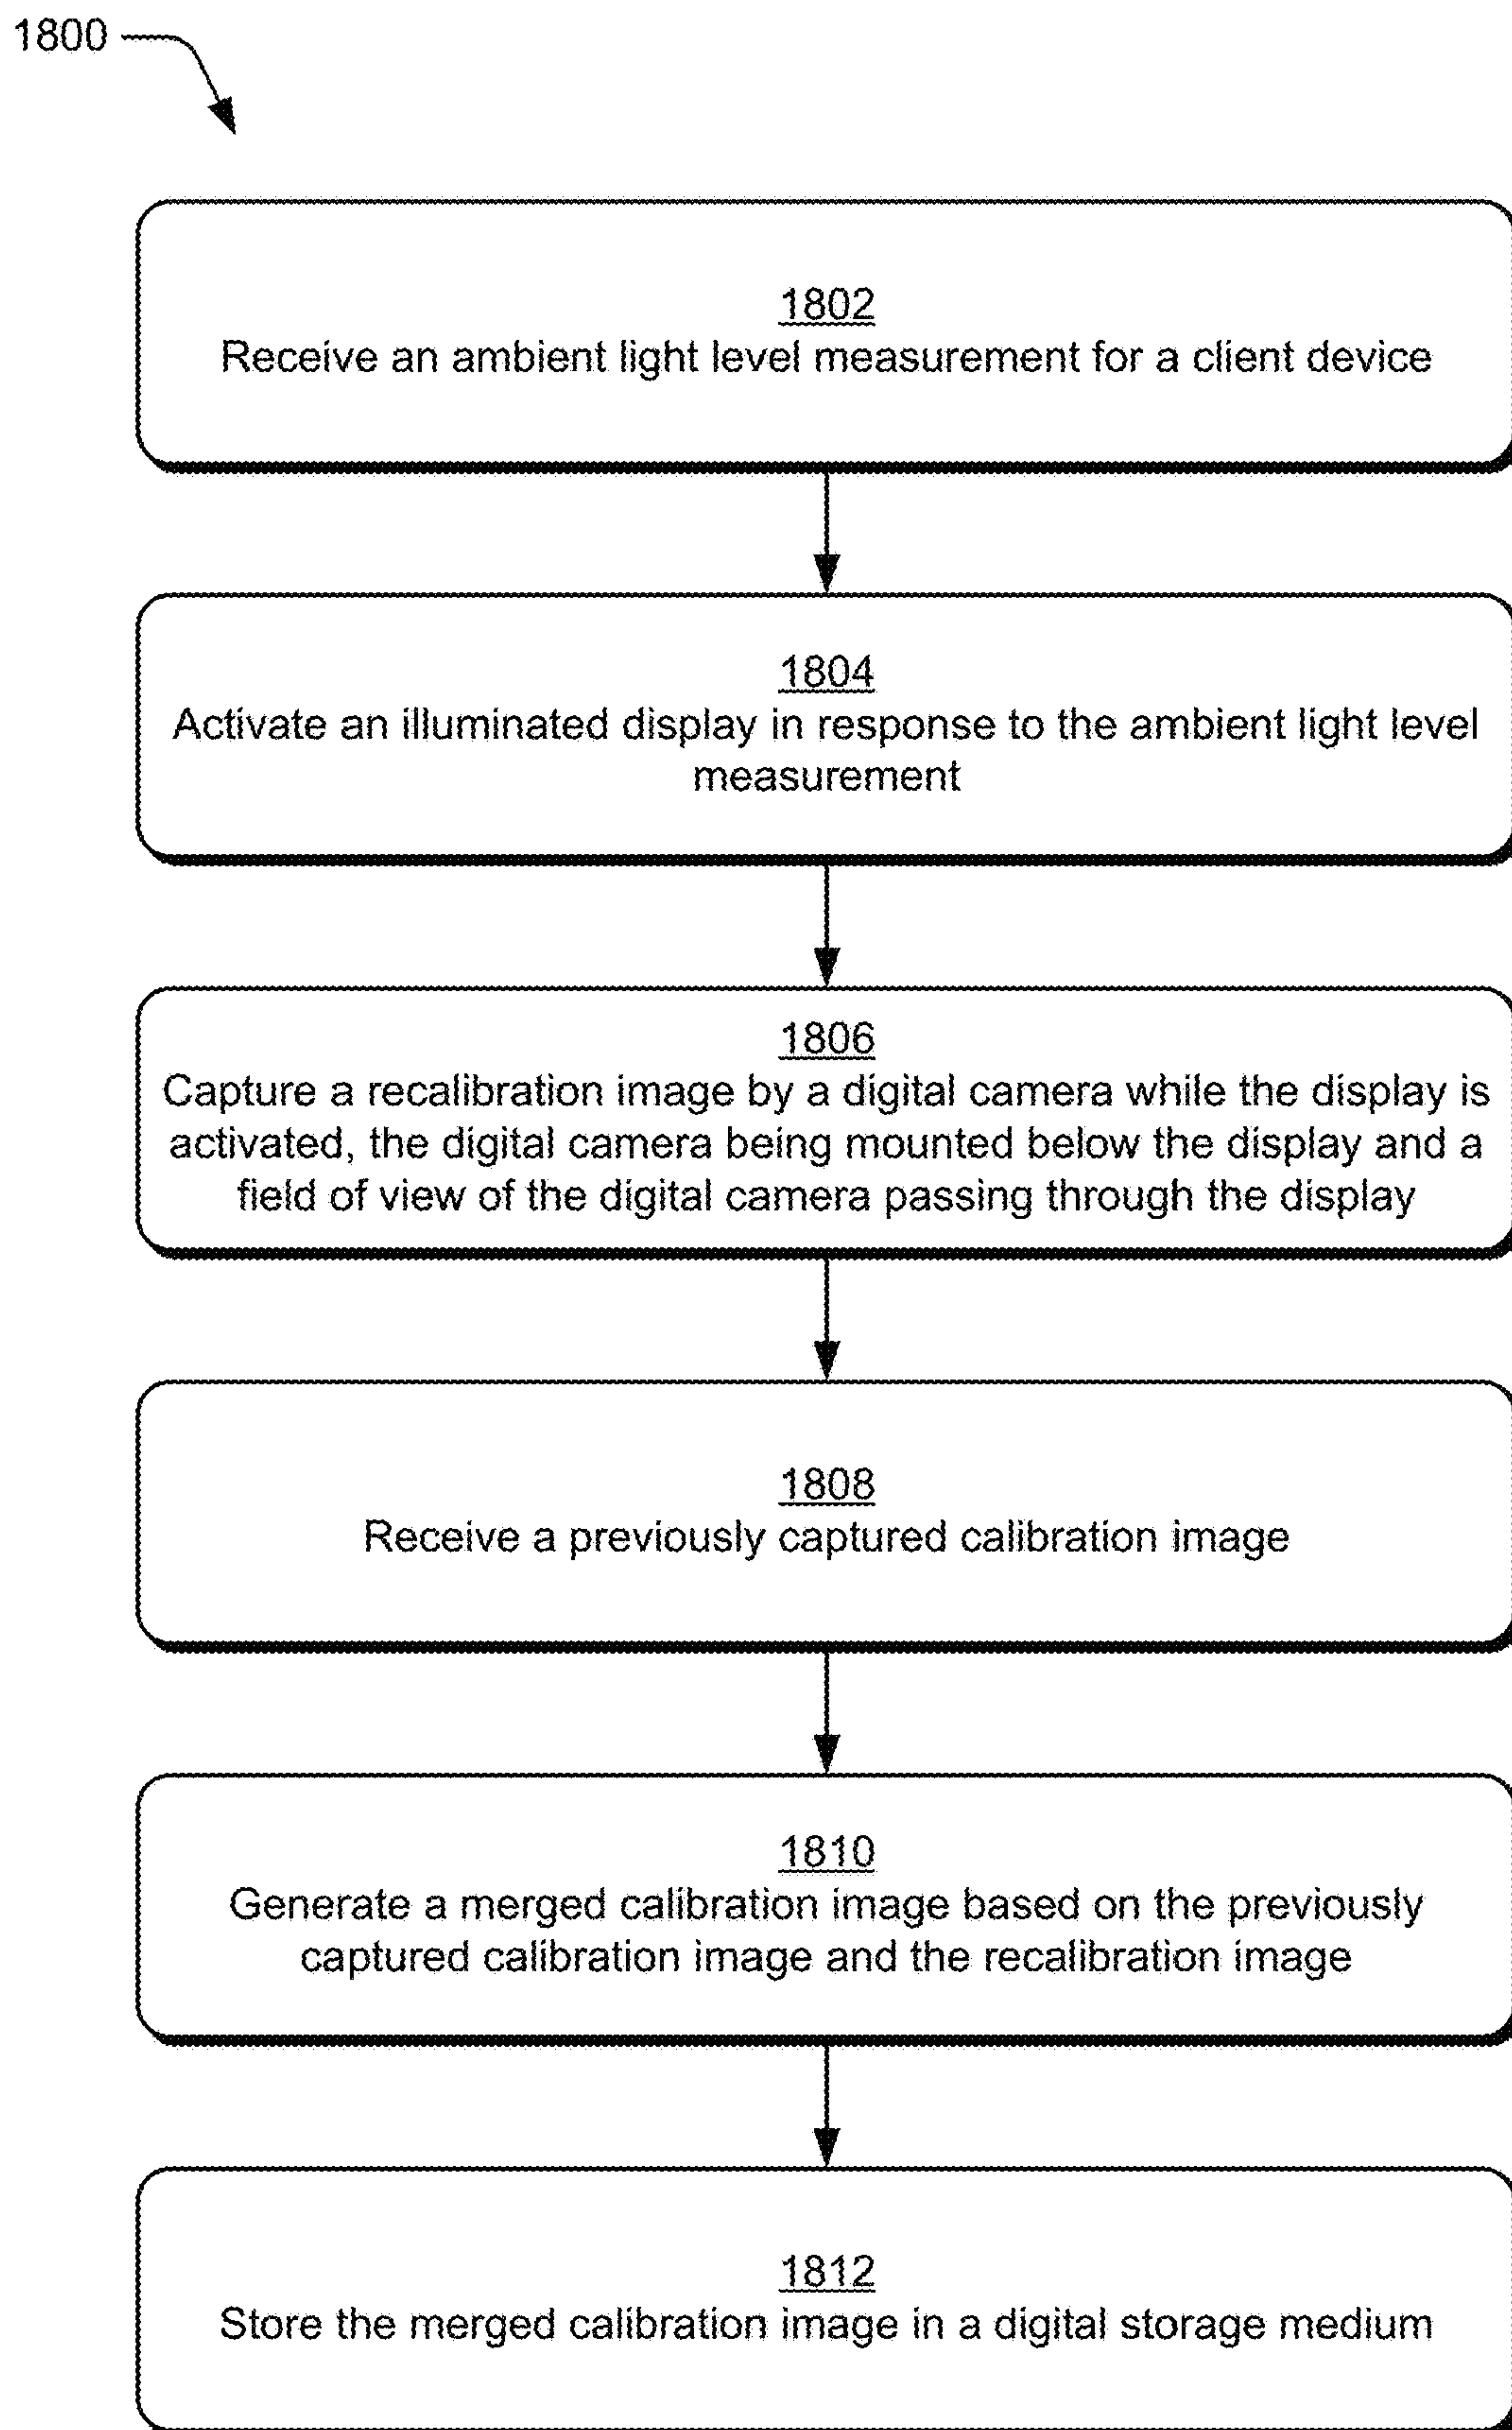 1800
1802
Receive an ambient light level measurement for a client device
1804
Activate an illuminated display in response to the ambient light level
measurement
1806
Capture a recalibration image by a digital camera while the display is
activated, the digital camera being mounted below the display and a
field of view of the digital camera passing through the display
1808
Receive a previously captured calibration image
1810
Generate a merged calibration image based on the previously
captured calibration image and the recalibration image
1812
Store the merged calibration image in a digital storage medium